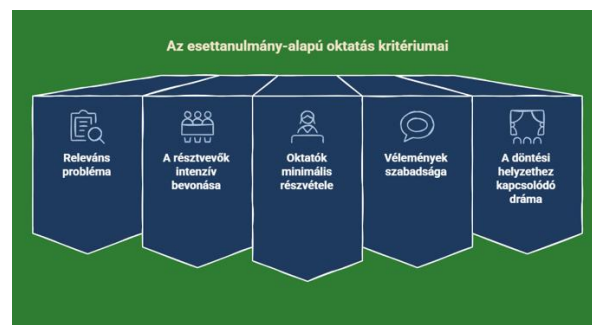 Az esettanulmány-alapú oktatás kritériumai
Releváns
probléma
A résztvevők
intenzív
bevonása
Oktatók
minimális
részvétele
Vélemények
szabadsága
A döntési
helyzethez
kapcsolódó
dráma